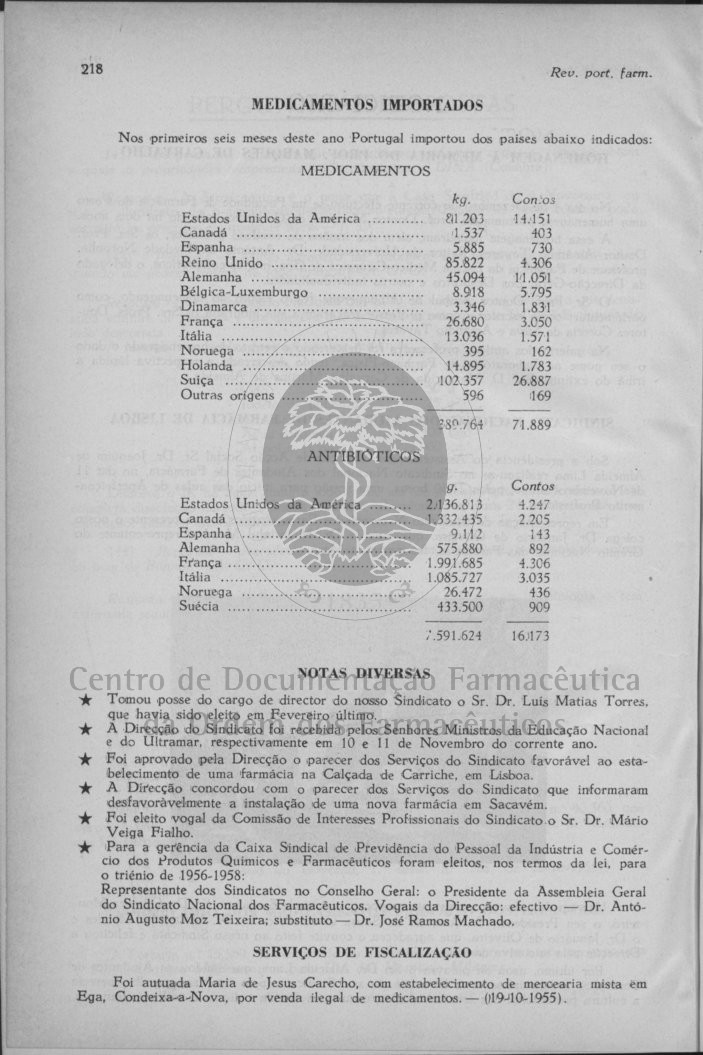 218
Rev. port. farm.
MEDICAMENTOS IMPORTADOS
Nos primeiros seis meses deste ano Portugal importou dos países abaixo indicados:
MEDICAMENTOS
kg. Contos
Estados Unidos da América ............ 81.203 14.151
Canadá .................................... 1.537 403
Espanha .................................. 5.885 730
Reino Unido ............................. 85.822 4.306
Alemanha ................................ 45.094 11.051
Bélgica-Luxemburgo .................... 8.918 5.795
Dinamarca ................................ 3.346 1.831
França .................................... 26.680 3.050
Itália ...................................... 13.036 1.571
Noruega .................................. 395 162
Holanda .................................. 14.895 1.783
Suíça ...................................... 102.357 26.887
Outras origens ........................... 596 169
389.764 71.889
ANTIBIÓTICOS
g. Contos
Estados Unidos da América ......... 2.136.813 4.247
Canadá .................................. 1.332.435 2.205
Espanha ................................ 9.112 143
Alemanha .............................. 575.880 892
França .................................. 1.991.685 4.306
Itália .................................... 1.085.727 3.035
Noruega ................................ 26.472 436
Suécia .................................. 433.500 909
7.591.624 16.173
NOTAS DIVERSAS
Centro de Documentação Farmacêutica
da Ordem dos Farmacêuticos
★ Tomou posse do cargo de director do nosso Sindicato o Sr. Dr. Luís Matias Torres,
que havia sido eleito em Fevereiro último.
★ A Direcção do Sindicato foi recebida pelos Senhores Ministros da Educação Nacional
e do Ultramar, respectivamente em 10 e 11 de Novembro do corrente ano.
★ Foi aprovado pela Direcção o parecer dos Serviços do Sindicato favorável ao esta-
belecimento de uma farmácia na Calçada de Carriche, em Lisboa.
★ A Direcção concordou com o parecer dos Serviços do Sindicato que informaram
desfavoràvelmente a instalação de uma nova farmácia em Sacavém.
★ Foi eleito vogal da Comissão de Interesses Profissionais do Sindicato o Sr. Dr. Mário
Veiga Fialho.
★ Para a gerência da Caixa Sindical de Previdência do Pessoal da Indústria e Comér-
cio dos Produtos Químicos e Farmacêuticos foram eleitos, nos termos da lei, para
o triénio de 1956-1958:
Representante dos Sindicatos no Conselho Geral: o Presidente da Assembleia Geral
do Sindicato Nacional dos Farmacêuticos. Vogais da Direcção: efectivo — Dr. Antó-
nio Augusto Moz Teixeira; substituto — Dr. José Ramos Machado.
SERVIÇOS DE FISCALIZAÇÃO
Foi autuada Maria de Jesus Carecho, com estabelecimento de mercearia mista em
Ega, Condeixa-a-Nova, por venda ilegal de medicamentos. — (19-10-1955).